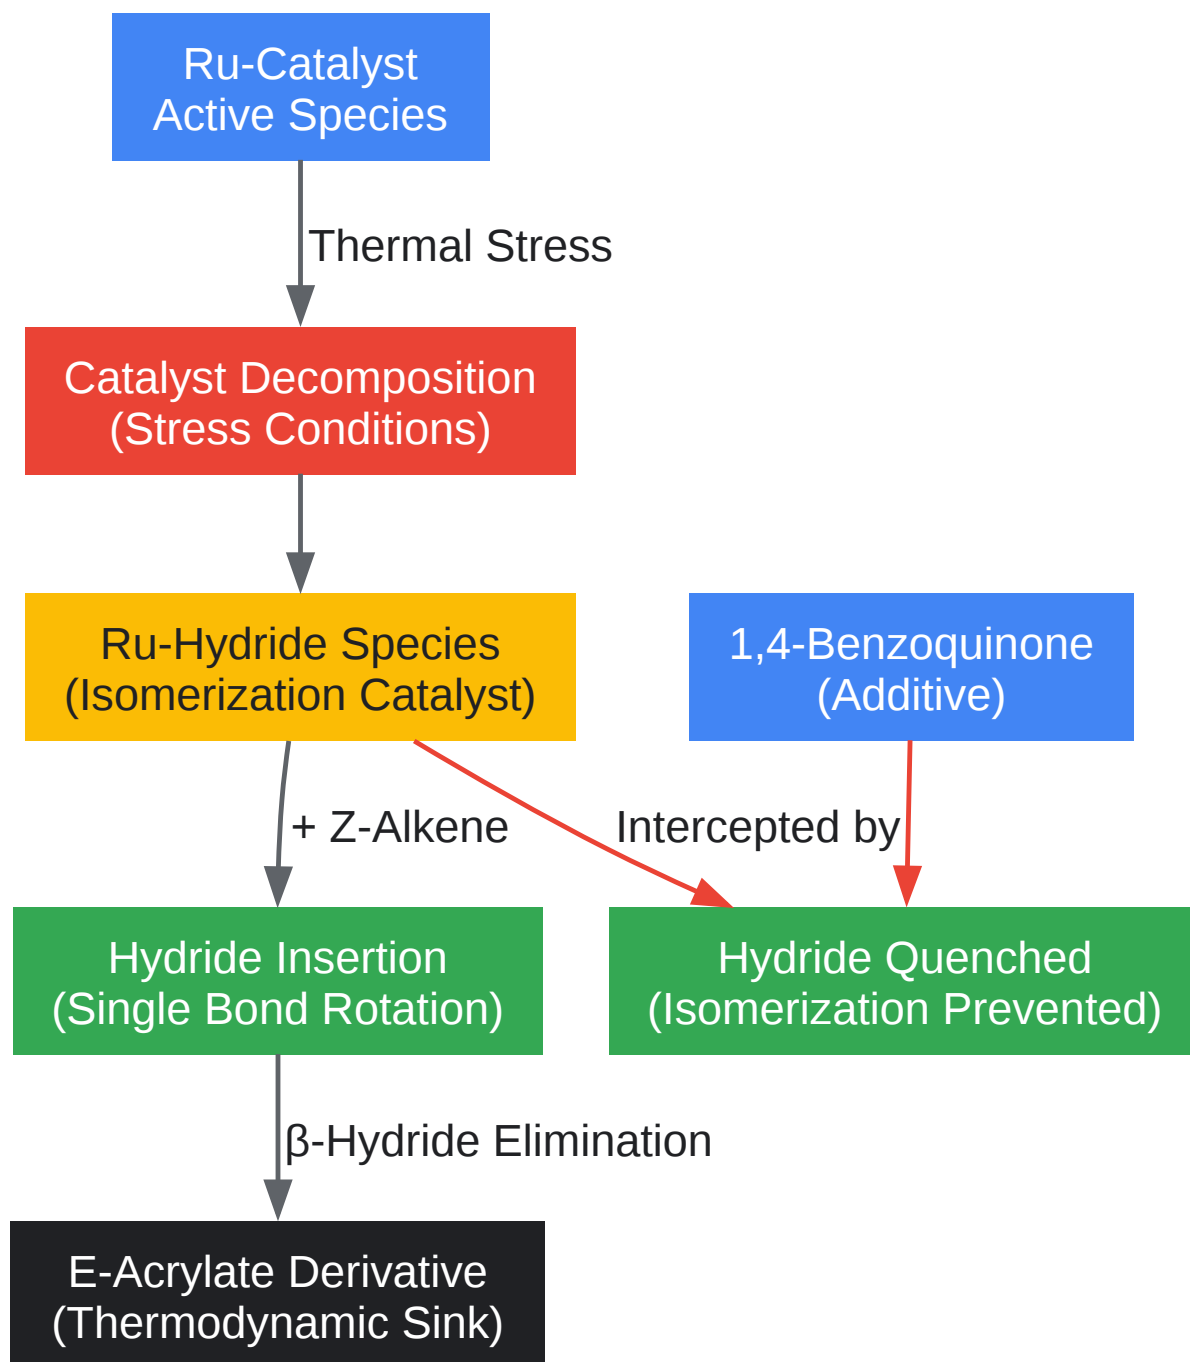 Ru-Catalyst
Active Species
Thermal Stress
Catalyst Decomposition
(Stress Conditions)
Ru-Hydride Species
(Isomerization Catalyst)
1,4-Benzoquinone
(Additive)
+ Z-Alkene
Intercepted by
Hydride Insertion
(Single Bond Rotation)
Hydride Quenched
(Isomerization Prevented)
β-Hydride Elimination
E-Acrylate Derivative
(Thermodynamic Sink)